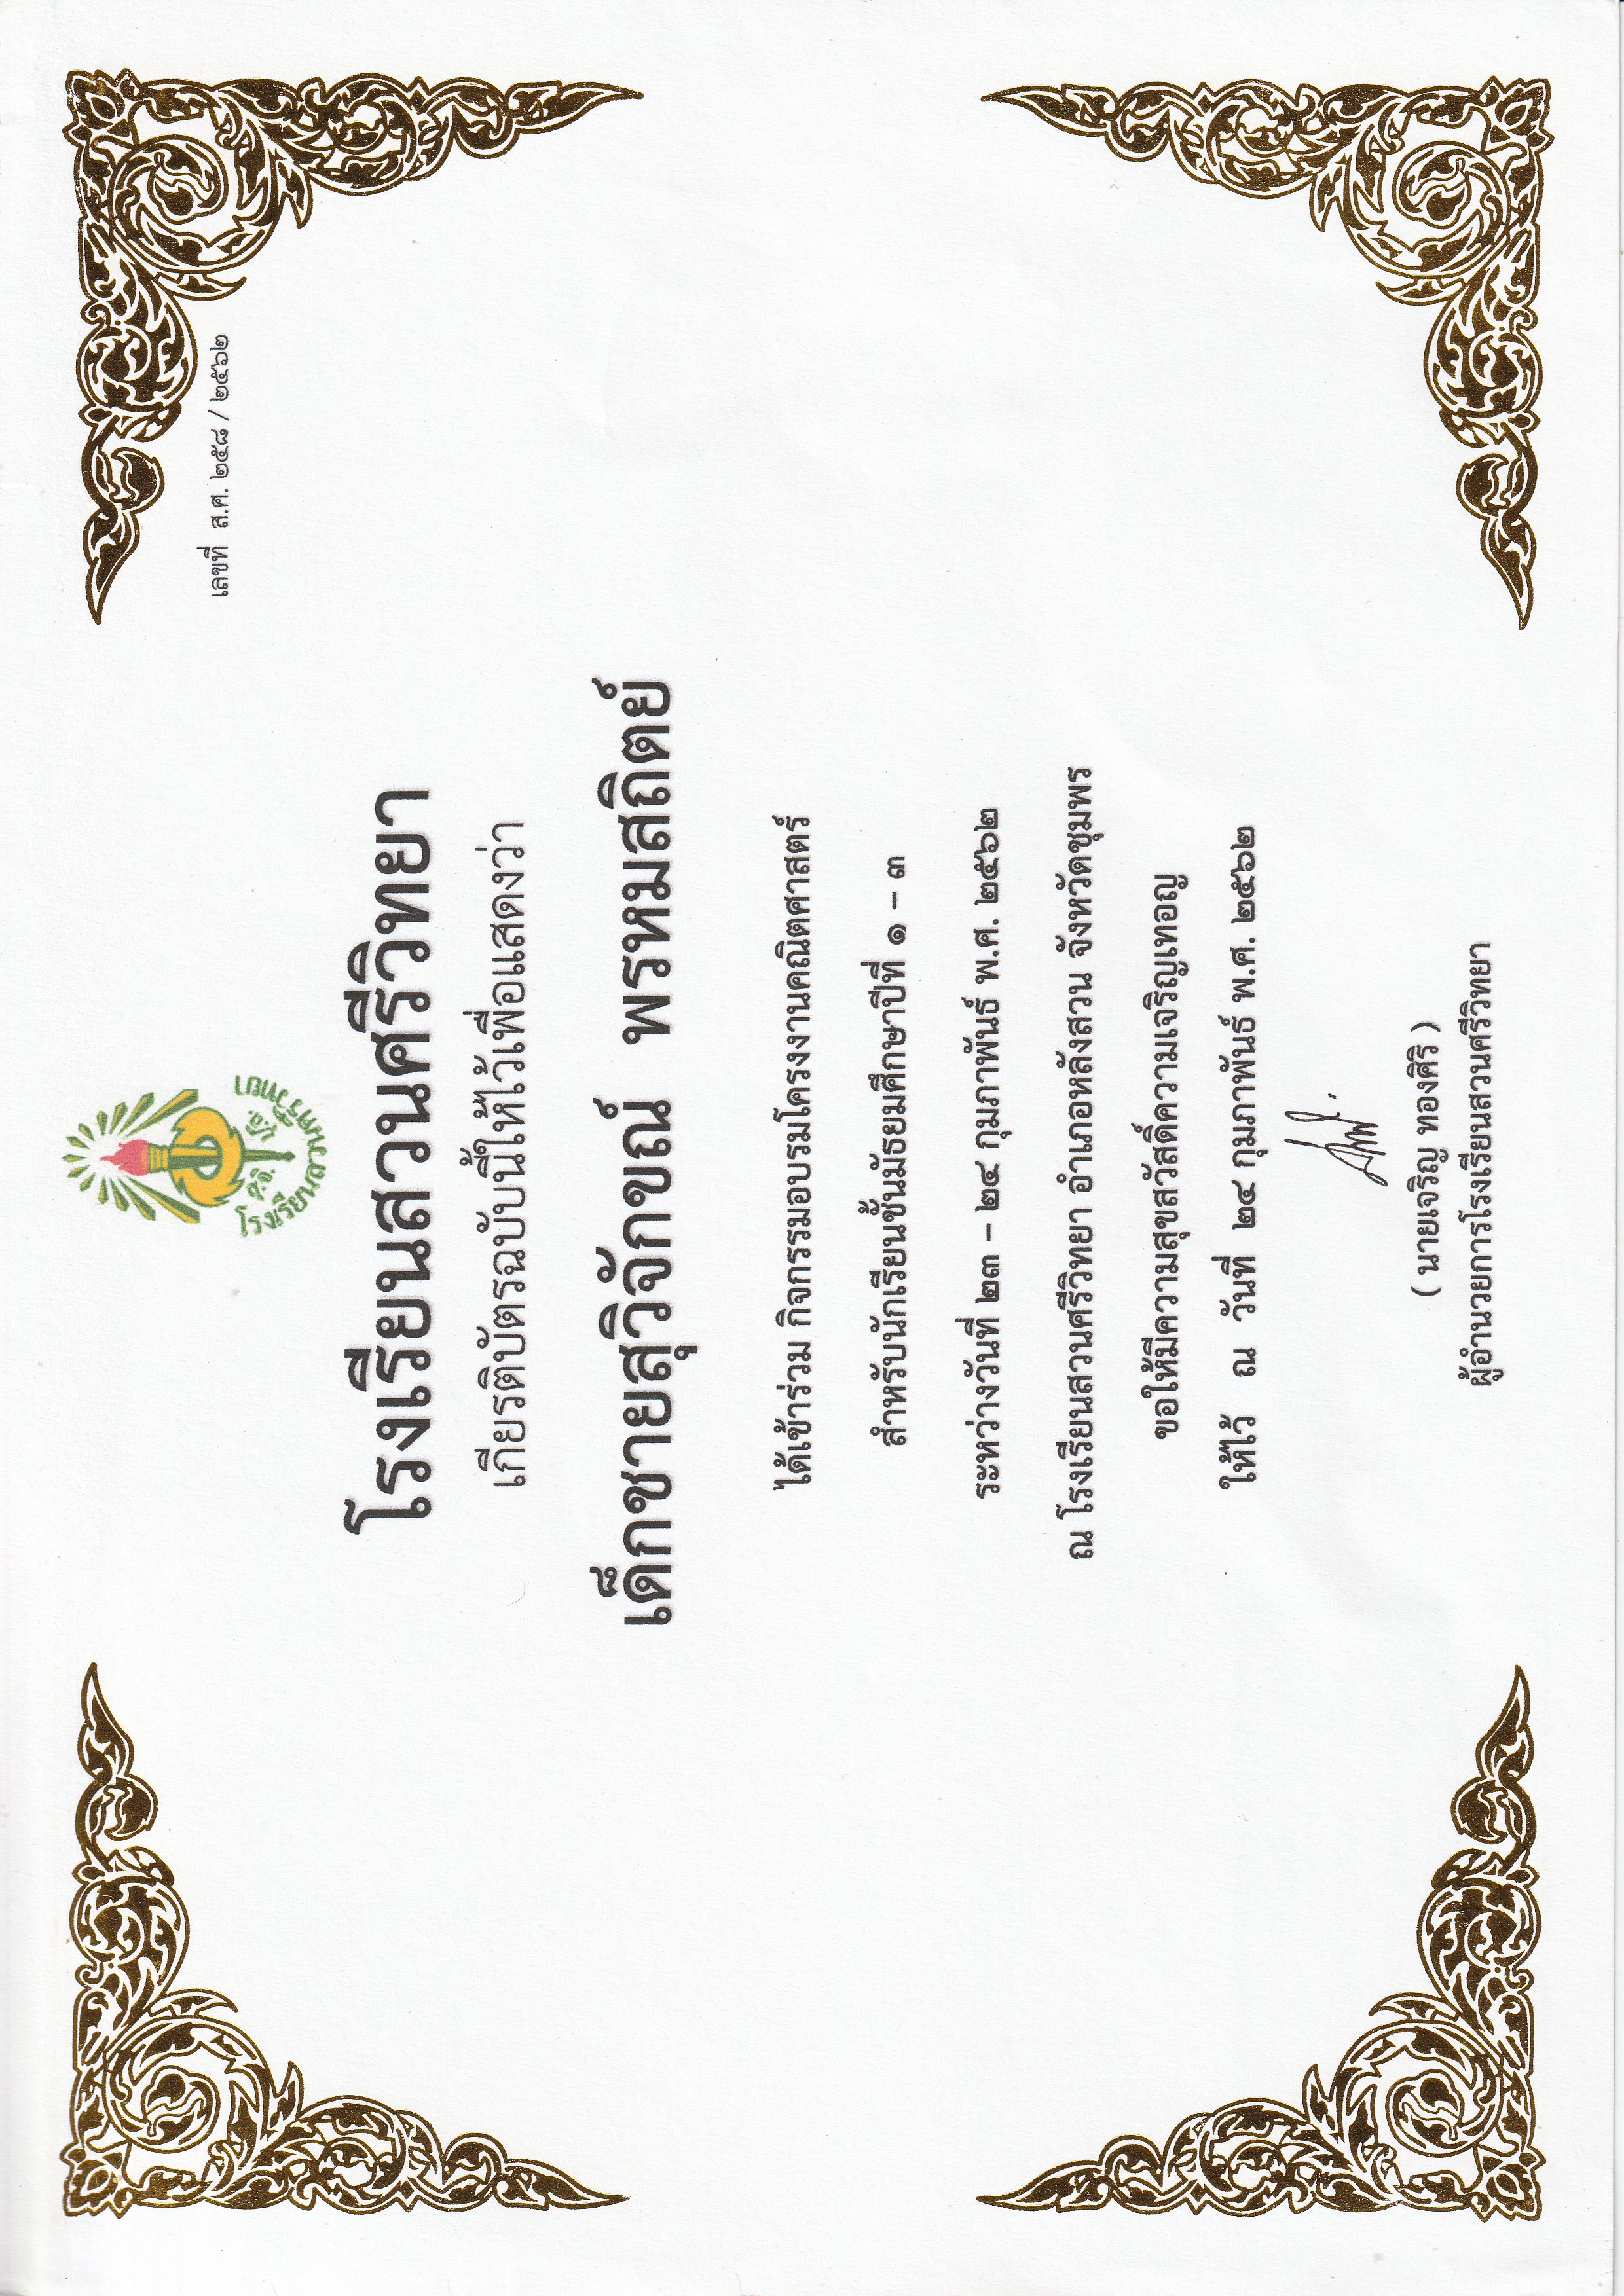 เลขที่ ส.ศ. ๒๕๘ / ๒๕๖๒
สุ.จิ. ปุ.ลิ.
โรงเรียนสวนศรีวิทยา
โรงเรียนสวนศรีวิทยา
เกียรติบัตรฉบับนี้ให้ไว้เพื่อแสดงว่า
เด็กชายสุวิจักขณ์ พรหมสถิตย์
ได้เข้าร่วม กิจกรรมอบรมโครงงานคณิตศาสตร์
สำหรับนักเรียนชั้นมัธยมศึกษาปีที่ ๑ – ๓
ระหว่างวันที่ ๒๓ – ๒๔ กุมภาพันธ์ พ.ศ. ๒๕๖๒
ณ โรงเรียนสวนศรีวิทยา อำเภอหลังสวน จังหวัดชุมพร
ขอให้มีความสุขสวัสดิ์ความเจริญเทอญ
ให้ไว้ ณ วันที่ ๒๔ กุมภาพันธ์ พ.ศ. ๒๕๖๒
( นายเจริญ ทองศิริ )
ผู้อำนวยการโรงเรียนสวนศรีวิทยา